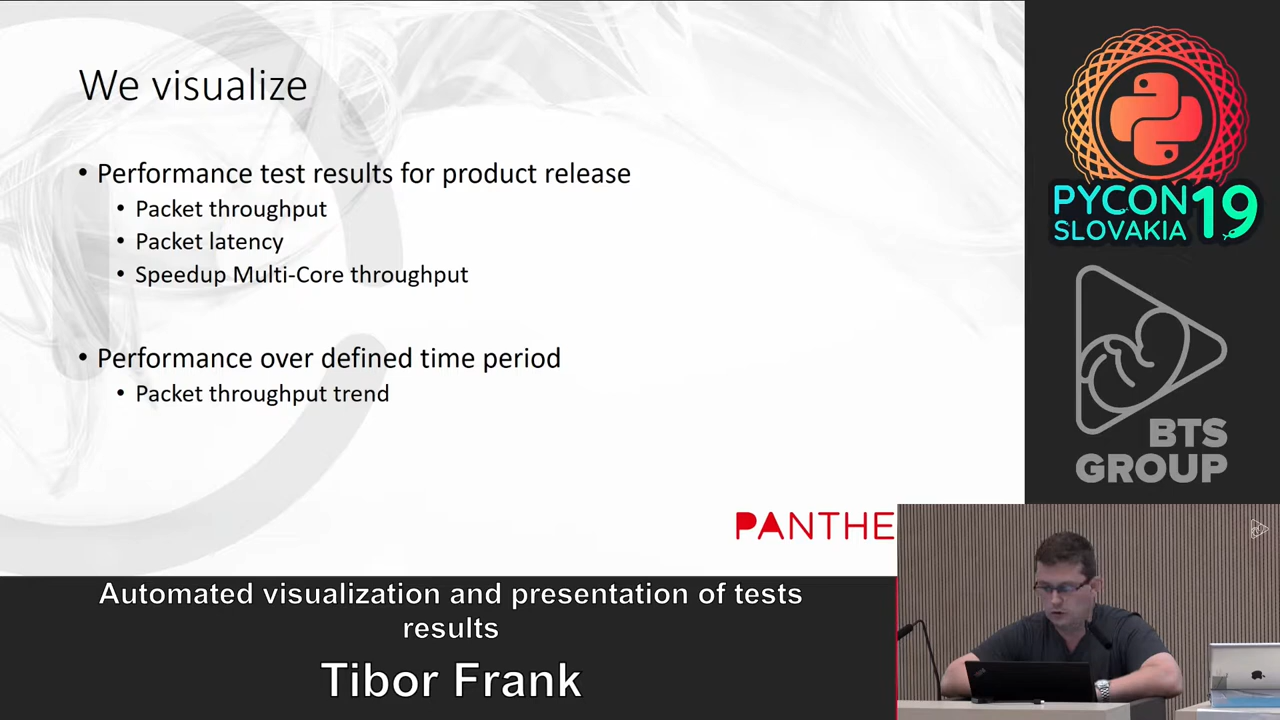 We visualize
• Performance test results for product release
• Packet throughput
• Packet latency
• Speedup Multi-Core throughput
• Performance over defined time period
• Packet throughput trend
PANTHE
Automated visualization and presentation of tests
results
Tibor Frank
PYCON 19
SLOVAKIA
BTS
GROUP